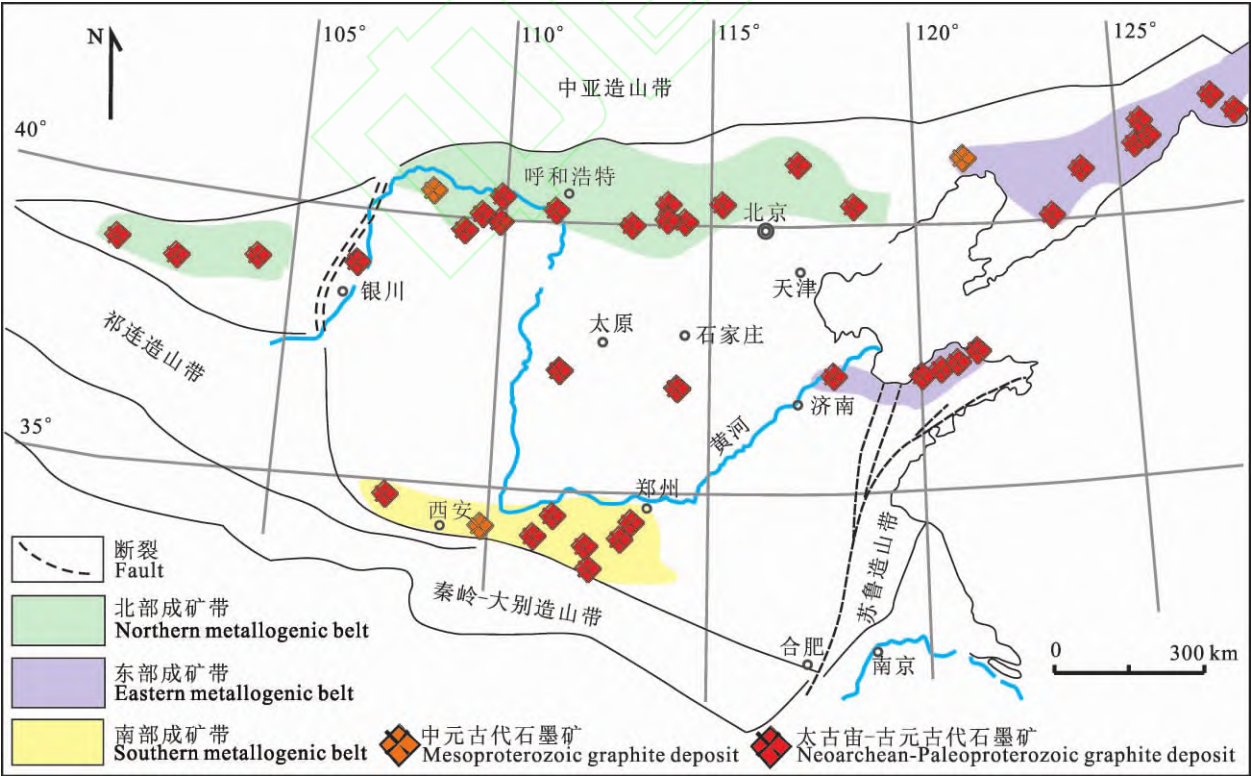 N
105°
110°
115°
120°
125°
40°
35°
中亚造山带
呼和浩特
北京
天津
银川
祁连造山带
太原
石家庄
济南
黄河
郑州
西安
秦岭-大别造山带
苏鲁造山带
合肥
南京
0 300 km
断裂
Fault
北部成矿带
Northern metallogenic belt
东部成矿带
Eastern metallogenic belt
南部成矿带
Southern metallogenic belt
中元古代石墨矿
Mesoproterozoic graphite deposit
太古宙-古元古代石墨矿
Neoarchean-Paleoproterozoic graphite deposit